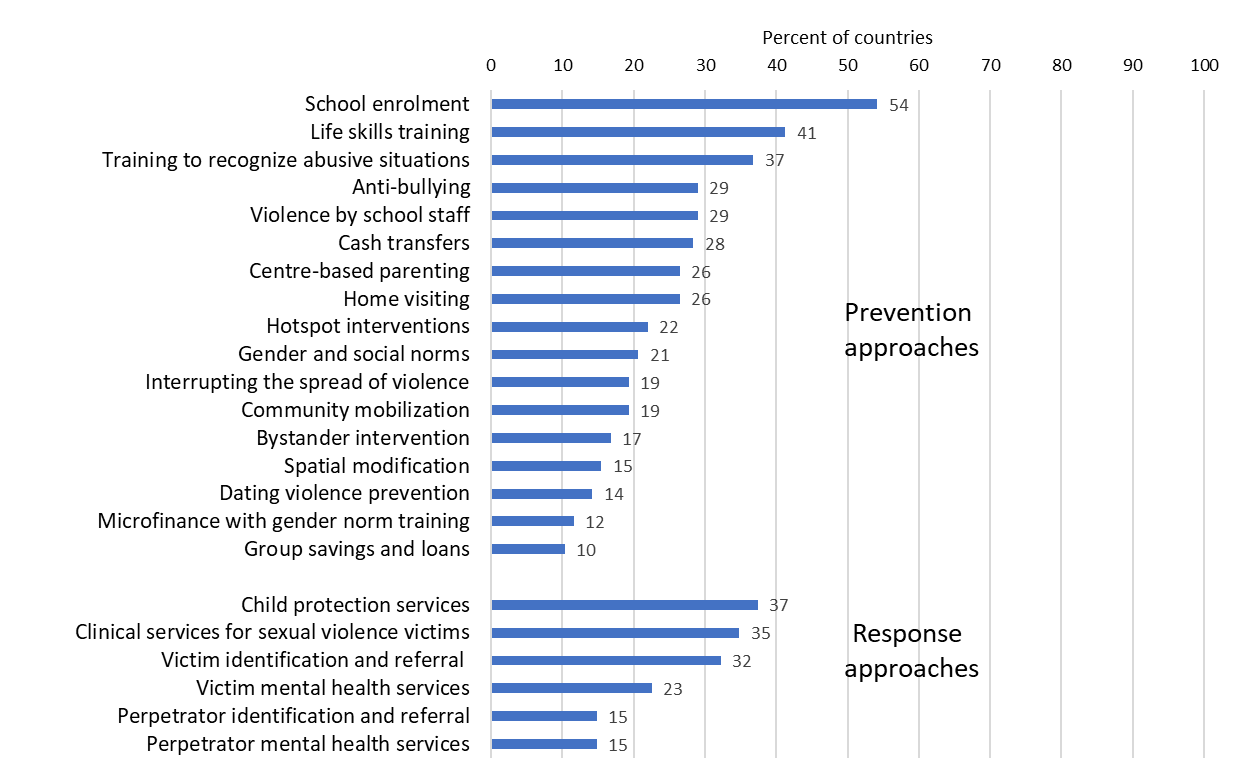 Percent of countries
0 10 20 30 40 50 60 70 80 90 100
School enrolment 54
Life skills training 41
Training to recognize abusive situations 37
Anti-bullying 29
Violence by school staff 29
Cash transfers 28
Centre-based parenting 26
Home visiting 26
Hotspot interventions 22
Gender and social norms 21
Interrupting the spread of violence 19
Community mobilization 19
Bystander intervention 17
Spatial modification 15
Dating violence prevention 14
Microfinance with gender norm training 12
Group savings and loans 10
Prevention
approaches
Child protection services 37
Clinical services for sexual violence victims 35
Victim identification and referral 32
Victim mental health services 23
Perpetrator identification and referral 15
Perpetrator mental health services 15
Response
approaches